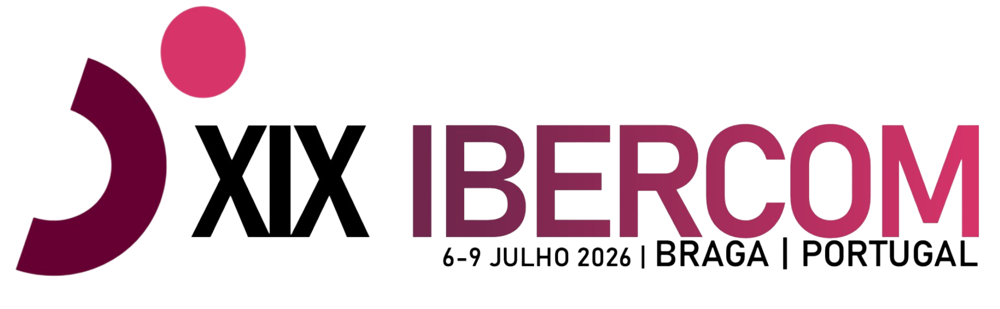 XIX IBERCOM
6-9 JULHO 2026 | BRAGA | PORTUGAL